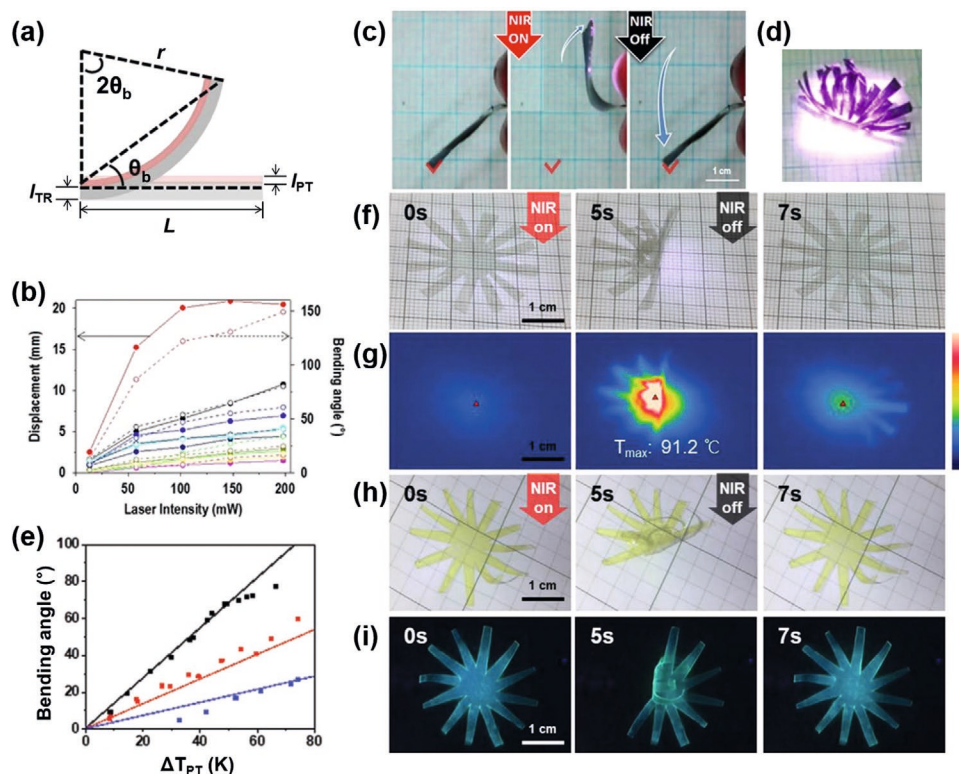 (a)
r
2θb
θb
lTR
lPT
L
(b)
20
15
10
5
0
Displacement (mm)
150
100
50
0
Bending angle (°)
0
50
100
150
200
Laser Intensity (mW)
(c)
NIR
ON
NIR
Off
1 cm
(d)
(e)
100
80
60
40
20
0
Bending angle (°)
0
20
40
60
80
ΔTPT (K)
(f)
0s
NIR
on
1 cm
5s
NIR
off
7s
(g)
Tmax: 91.2 ℃
(h)
0s
NIR
on
1 cm
5s
NIR
off
7s
(i)
0s
1 cm
5s
7s